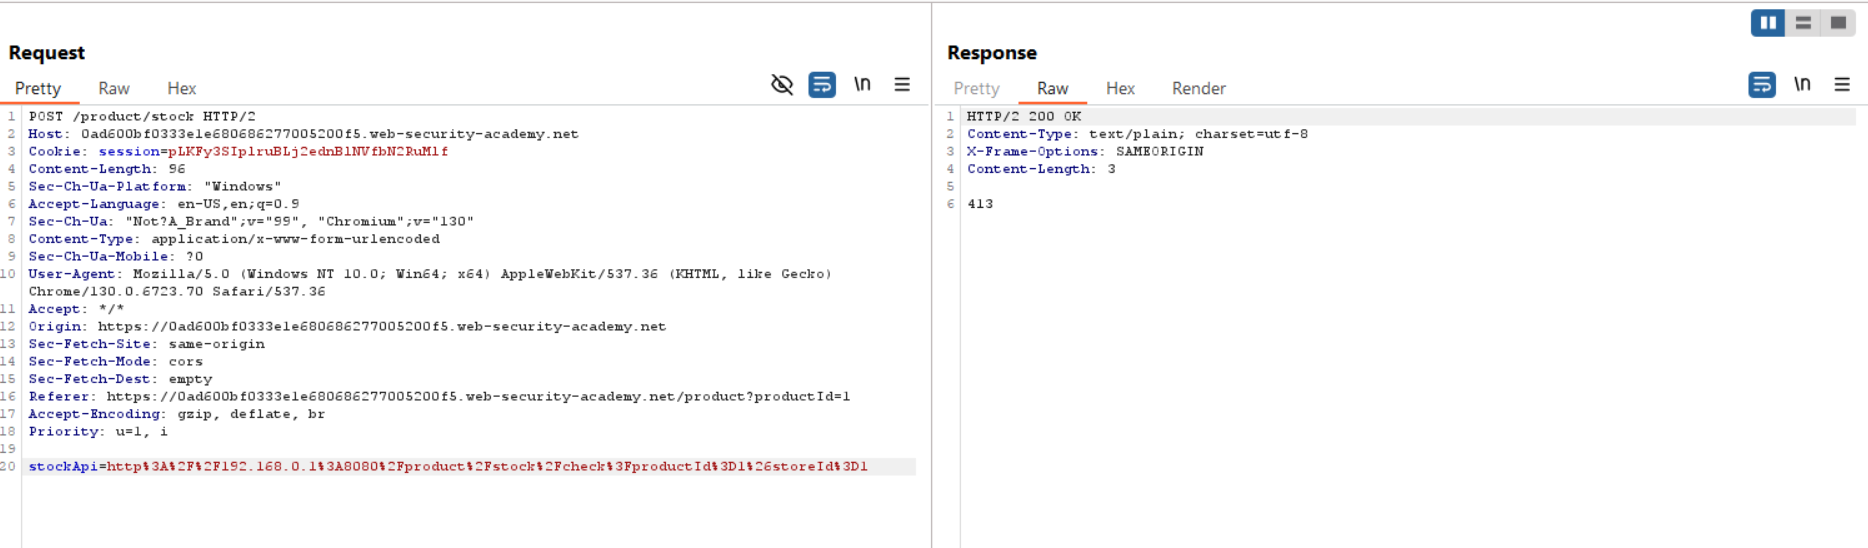 Request
Pretty Raw Hex \n
1 POST /product/stock HTTP/2
2 Host: 0ad600bf0333e1e680686277005200f5.web-security-academy.net
3 Cookie: session=pLKFy3SIp1ruBLj2ednBlNVfbN2RuMlf
4 Content-Length: 96
5 Sec-Ch-Ua-Platform: "Windows"
6 Accept-Language: en-US,en;q=0.9
7 Sec-Ch-Ua: "Not?A_Brand";v="99", "Chromium";v="130"
8 Content-Type: application/x-www-form-urlencoded
9 Sec-Ch-Ua-Mobile: ?0
10 User-Agent: Mozilla/5.0 (Windows NT 10.0; Win64; x64) AppleWebKit/537.36 (KHTML, like Gecko)
Chrome/130.0.6723.70 Safari/537.36
11 Accept: */*
12 Origin: https://0ad600bf0333e1e680686277005200f5.web-security-academy.net
13 Sec-Fetch-Site: same-origin
14 Sec-Fetch-Mode: cors
15 Sec-Fetch-Dest: empty
16 Referer: https://0ad600bf0333e1e680686277005200f5.web-security-academy.net/product?productId=1
17 Accept-Encoding: gzip, deflate, br
18 Priority: u=1, i
19
20 stockApi=http%3A%2F%2F192.168.0.1%3A8080%2Fproduct%2Fstock%2Fcheck%3FproductId%3D1%26storeId%3D1
Response
Pretty Raw Hex Render \n
1 HTTP/2 200 OK
2 Content-Type: text/plain; charset=utf-8
3 X-Frame-Options: SAMEORIGIN
4 Content-Length: 3
5
6 413